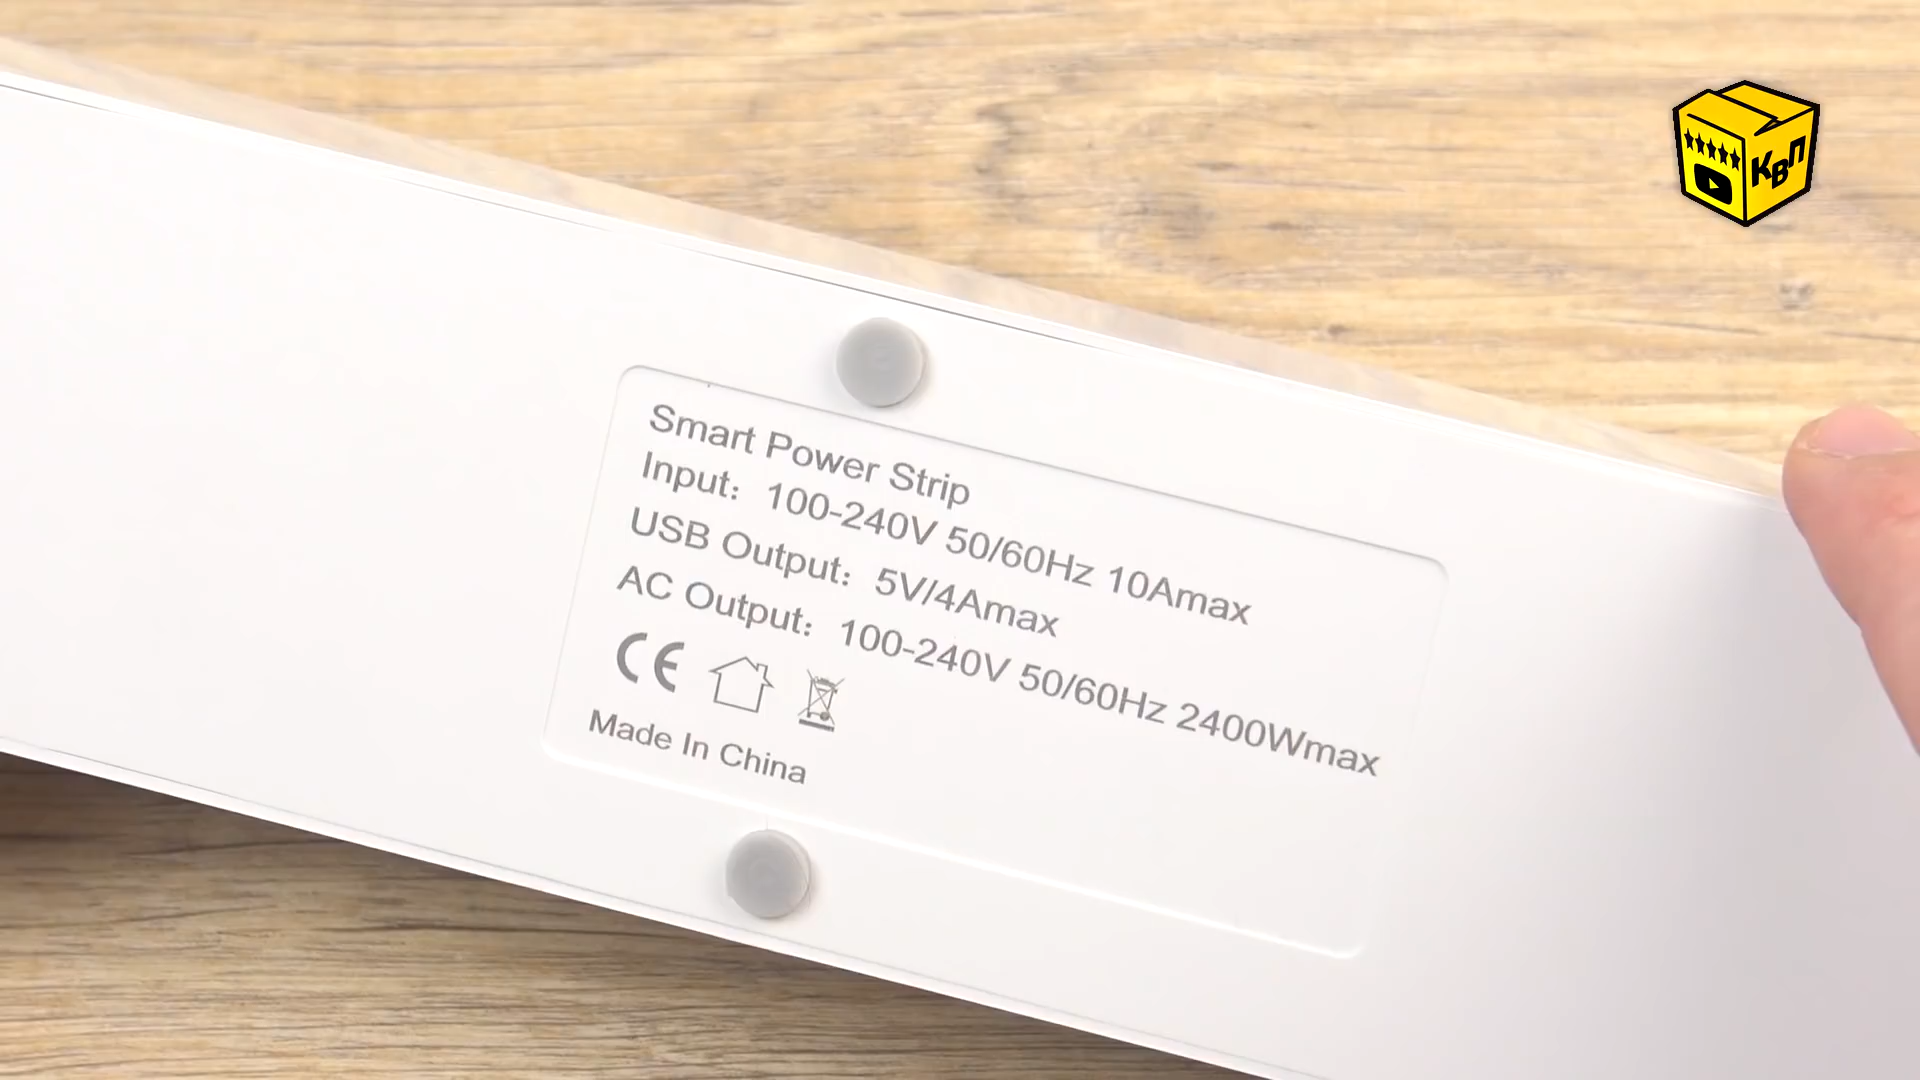 Smart Power Strip
Input: 100-240V 50/60Hz 10Amax
USB Output: 5V/4Amax
AC Output: 100-240V 50/60Hz 2400Wmax
CE
Made In China
КВП